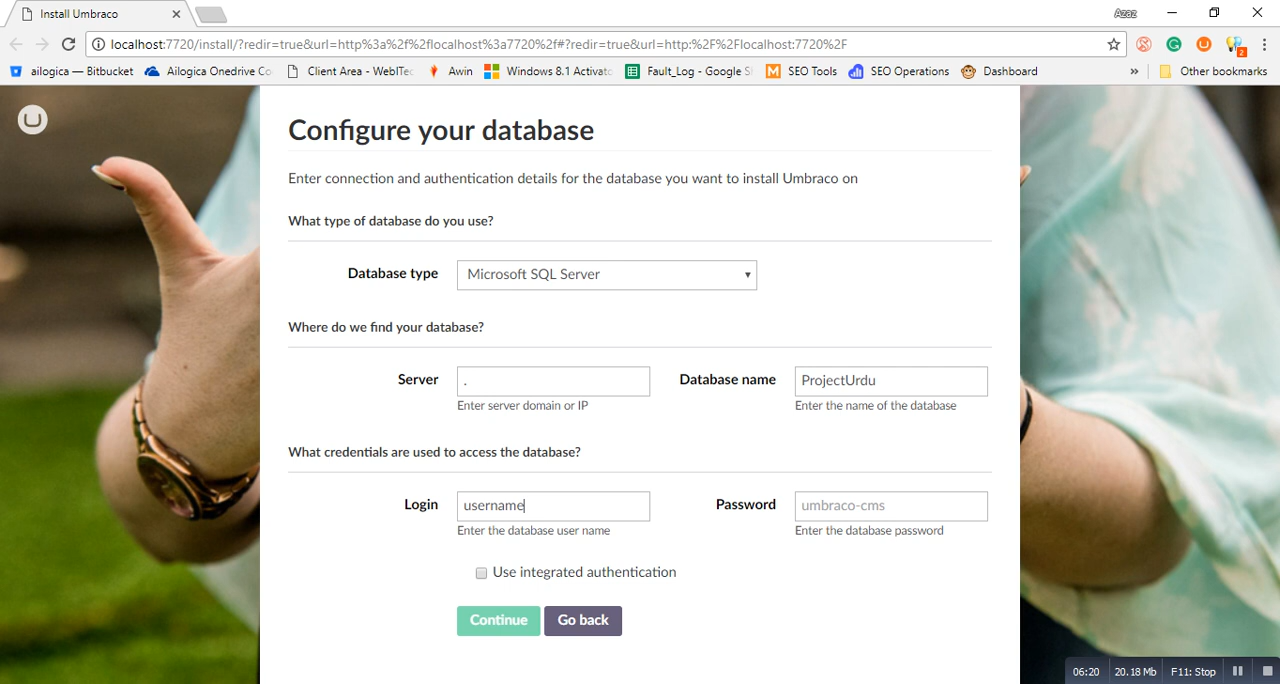 Install Umbraco
Azaz
localhost:7720/install/?redir=true&url=http%3a%2f%2flocalhost%3a7720%2f#?redir=true&url=http:%2F%2Flocalhost:7720%2F
ailogica — Bitbucket Ailogica Onedrive Co Client Area - WebITec Awin Windows 8.1 Activato Fault_Log - Google S SEO Tools SEO Operations Dashboard » Other bookmarks
Configure your database
Enter connection and authentication details for the database you want to install Umbraco on
What type of database do you use?
Database type Microsoft SQL Server
Where do we find your database?
Server . Database name ProjectUrdu
Enter server domain or IP Enter the name of the database
What credentials are used to access the database?
Login username Password umbraco-cms
Enter the database user name Enter the database password
Use integrated authentication
Continue Go back
06:20 20.18 Mb F11: Stop